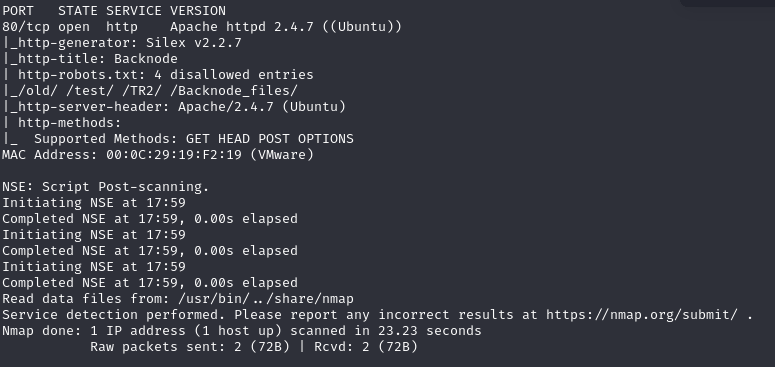 PORT   STATE SERVICE VERSION
80/tcp open  http    Apache httpd 2.4.7 ((Ubuntu))
|_http-generator: Silex v2.2.7
|_http-title: Backnode
| http-robots.txt: 4 disallowed entries
|_/old/ /test/ /TR2/ /Backnode_files/
|_http-server-header: Apache/2.4.7 (Ubuntu)
| http-methods:
|_  Supported Methods: GET HEAD POST OPTIONS
MAC Address: 00:0C:29:19:F2:19 (VMware)

NSE: Script Post-scanning.
Initiating NSE at 17:59
Completed NSE at 17:59, 0.00s elapsed
Initiating NSE at 17:59
Completed NSE at 17:59, 0.00s elapsed
Initiating NSE at 17:59
Completed NSE at 17:59, 0.00s elapsed
Read data files from: /usr/bin/../share/nmap
Service detection performed. Please report any incorrect results at https://nmap.org/submit/ .
Nmap done: 1 IP address (1 host up) scanned in 23.23 seconds
           Raw packets sent: 2 (72B) | Rcvd: 2 (72B)